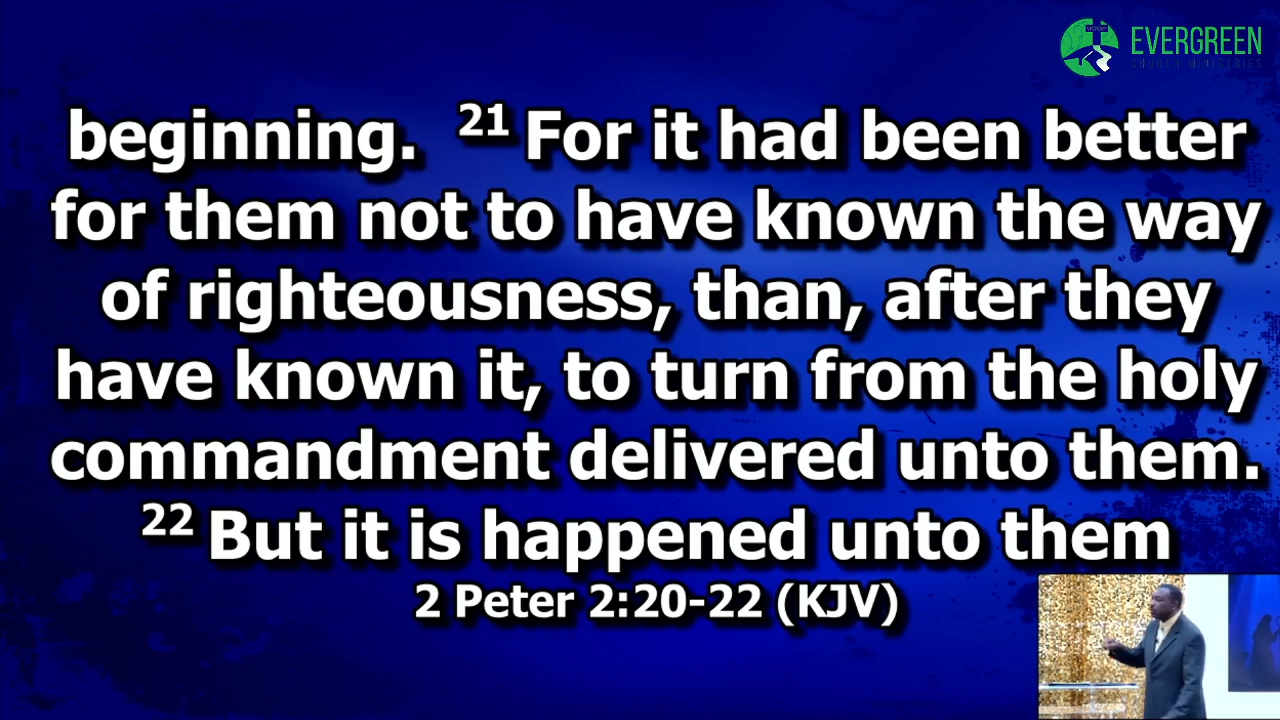 EVERGREEN
CHURCH MINISTRIES
beginning. 21 For it had been better
for them not to have known the way
of righteousness, than, after they
have known it, to turn from the holy
commandment delivered unto them.
22 But it is happened unto them
2 Peter 2:20-22 (KJV)